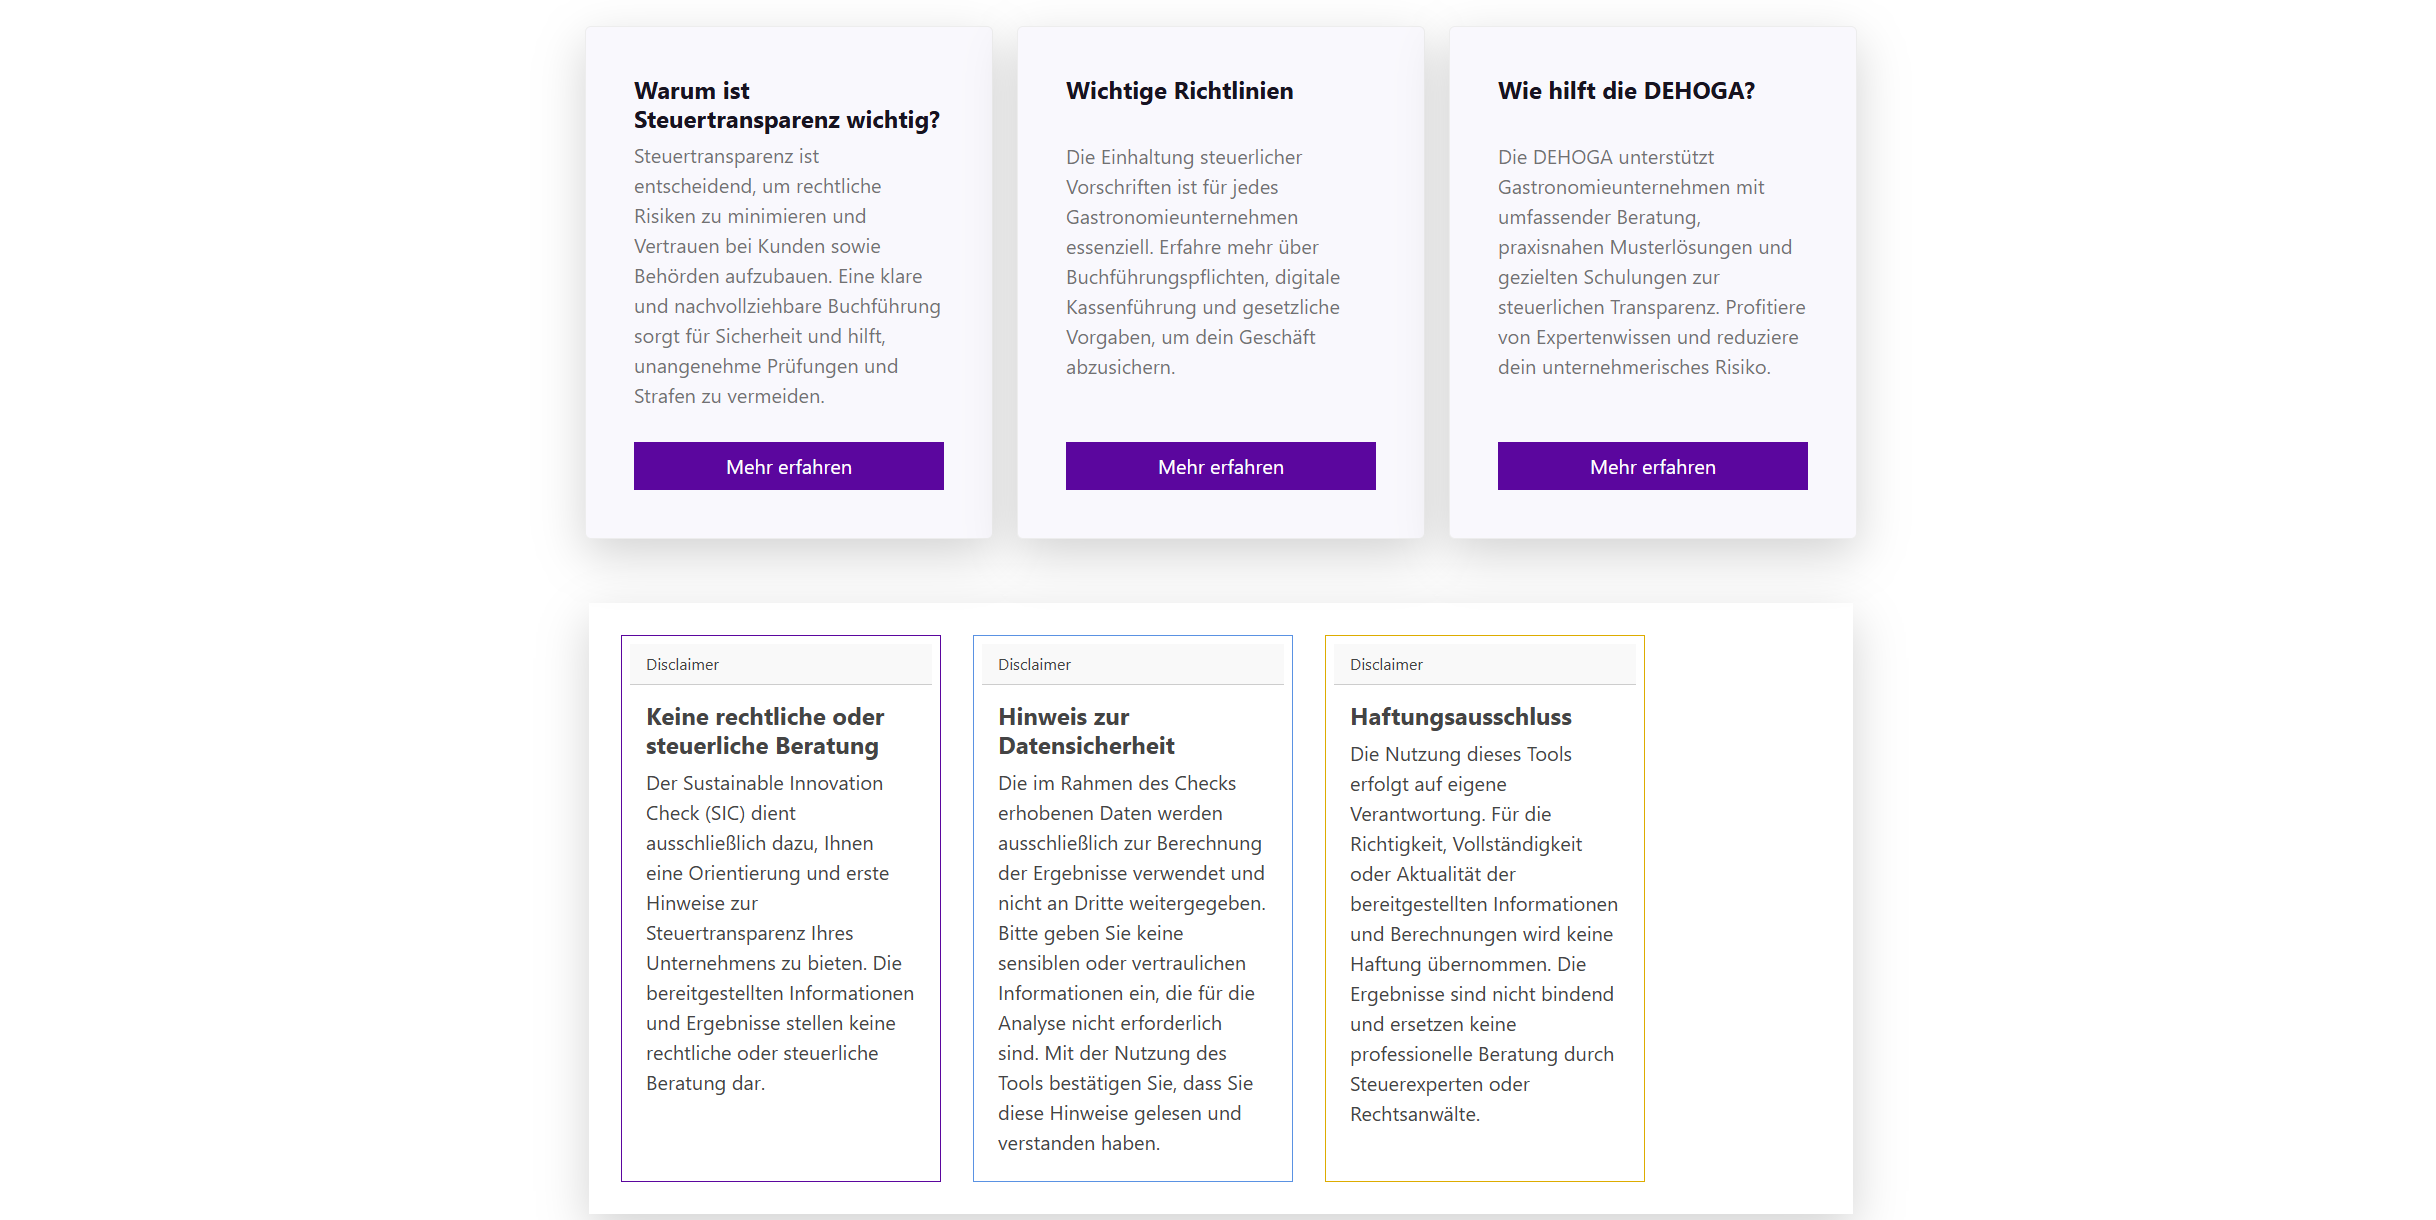 Warum ist
Steuertransparenz wichtig?
Steuertransparenz ist
entscheidend, um rechtliche
Risiken zu minimieren und
Vertrauen bei Kunden sowie
Behörden aufzubauen. Eine klare
und nachvollziehbare Buchführung
sorgt für Sicherheit und hilft,
unangenehme Prüfungen und
Strafen zu vermeiden.
Mehr erfahren
Wichtige Richtlinien
Die Einhaltung steuerlicher
Vorschriften ist für jedes
Gastronomieunternehmen
essenziell. Erfahre mehr über
Buchführungspflichten, digitale
Kassenführung und gesetzliche
Vorgaben, um dein Geschäft
abzusichern.
Mehr erfahren
Wie hilft die DEHOGA?
Die DEHOGA unterstützt
Gastronomieunternehmen mit
umfassender Beratung,
praxisnahen Musterlösungen und
gezielten Schulungen zur
steuerlichen Transparenz. Profitiere
von Expertenwissen und reduziere
dein unternehmerisches Risiko.
Mehr erfahren
Disclaimer
Keine rechtliche oder
steuerliche Beratung
Der Sustainable Innovation
Check (SIC) dient
ausschließlich dazu, Ihnen
eine Orientierung und erste
Hinweise zur
Steuertransparenz Ihres
Unternehmens zu bieten. Die
bereitgestellten Informationen
und Ergebnisse stellen keine
rechtliche oder steuerliche
Beratung dar.
Disclaimer
Hinweis zur
Datensicherheit
Die im Rahmen des Checks
erhobenen Daten werden
ausschließlich zur Berechnung
der Ergebnisse verwendet und
nicht an Dritte weitergegeben.
Bitte geben Sie keine
sensiblen oder vertraulichen
Informationen ein, die für die
Analyse nicht erforderlich
sind. Mit der Nutzung des
Tools bestätigen Sie, dass Sie
diese Hinweise gelesen und
verstanden haben.
Disclaimer
Haftungsausschluss
Die Nutzung dieses Tools
erfolgt auf eigene
Verantwortung. Für die
Richtigkeit, Vollständigkeit
oder Aktualität der
bereitgestellten Informationen
und Berechnungen wird keine
Haftung übernommen. Die
Ergebnisse sind nicht bindend
und ersetzen keine
professionelle Beratung durch
Steuerexperten oder
Rechtsanwälte.